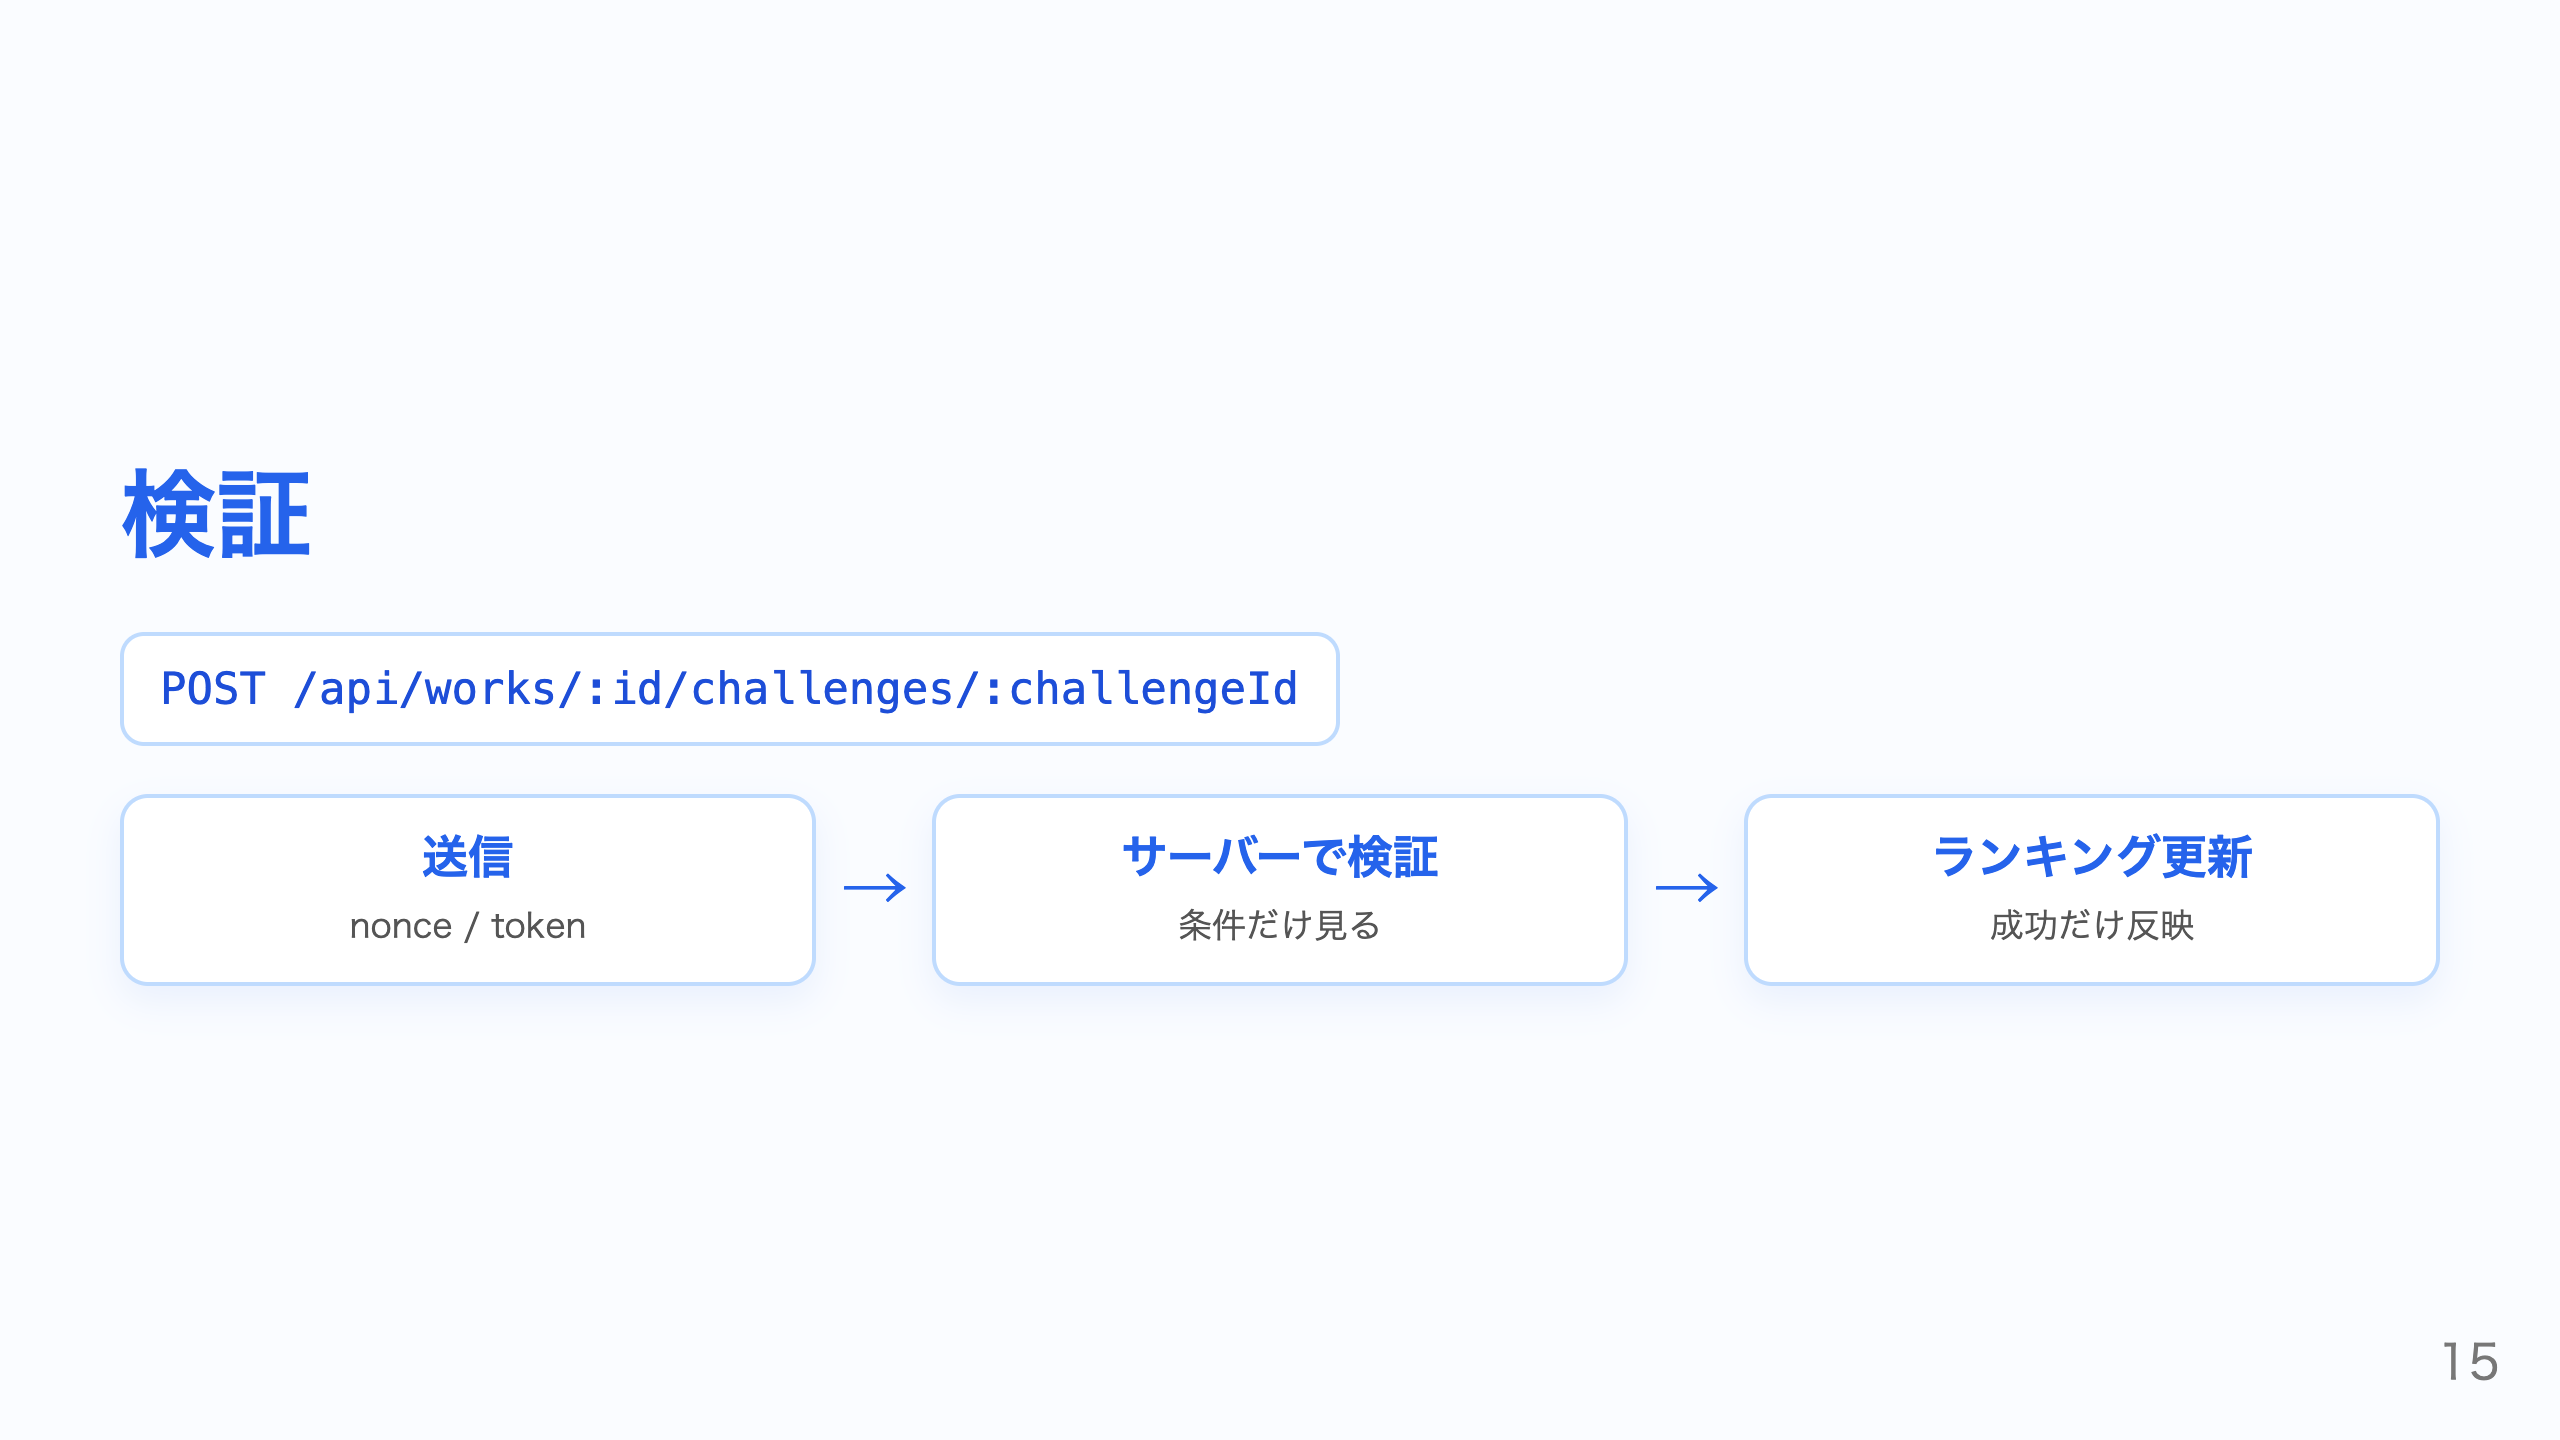 検証
POST /api/works/:id/challenges/:challengeId
送信
nonce / token
→
サーバーで検証
条件だけ見る
→
ランキング更新
成功だけ反映
15